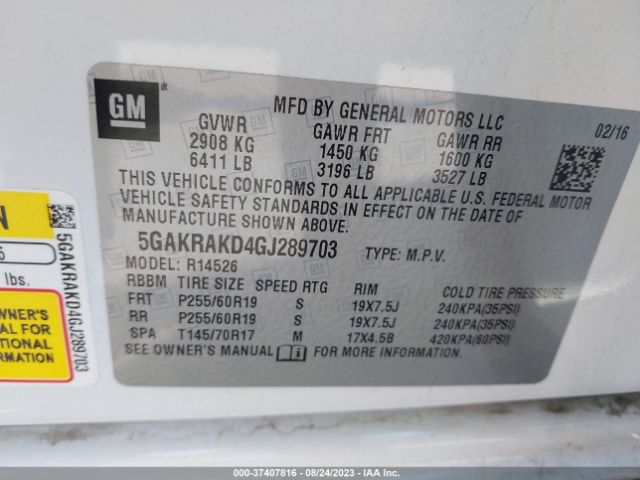 GM
MFD BY GENERAL MOTORS LLC
02/16
GVWR GAWR FRT GAWR RR
2908 KG 1450 KG 1600 KG
6411 LB 3196 LB 3527 LB
THIS VEHICLE CONFORMS TO ALL APPLICABLE U.S. FEDERAL MOTOR
VEHICLE SAFETY STANDARDS IN EFFECT ON THE DATE OF
MANUFACTURE SHOWN ABOVE.
5GAKRAKD4GJ289703 TYPE: M.P.V.
MODEL: R14526
RBBM TIRE SIZE SPEED RTG RIM COLD TIRE PRESSURE
FRT P255/60R19 S 19X7.5J 240KPA(35PSI)
RR P255/60R19 S 19X7.5J 240KPA(35PSI)
SPA T145/70R17 M 17X4.5B 420KPA(60PSI)
SEE OWNER'S MANUAL FOR MORE INFORMATION.
N
5
lbs.
OWNER'S
AL FOR
TIONAL
RMATION
5GAKRAKD4GJ289703
230 - 37407816 - 08/24/2023 - IAAI.COM